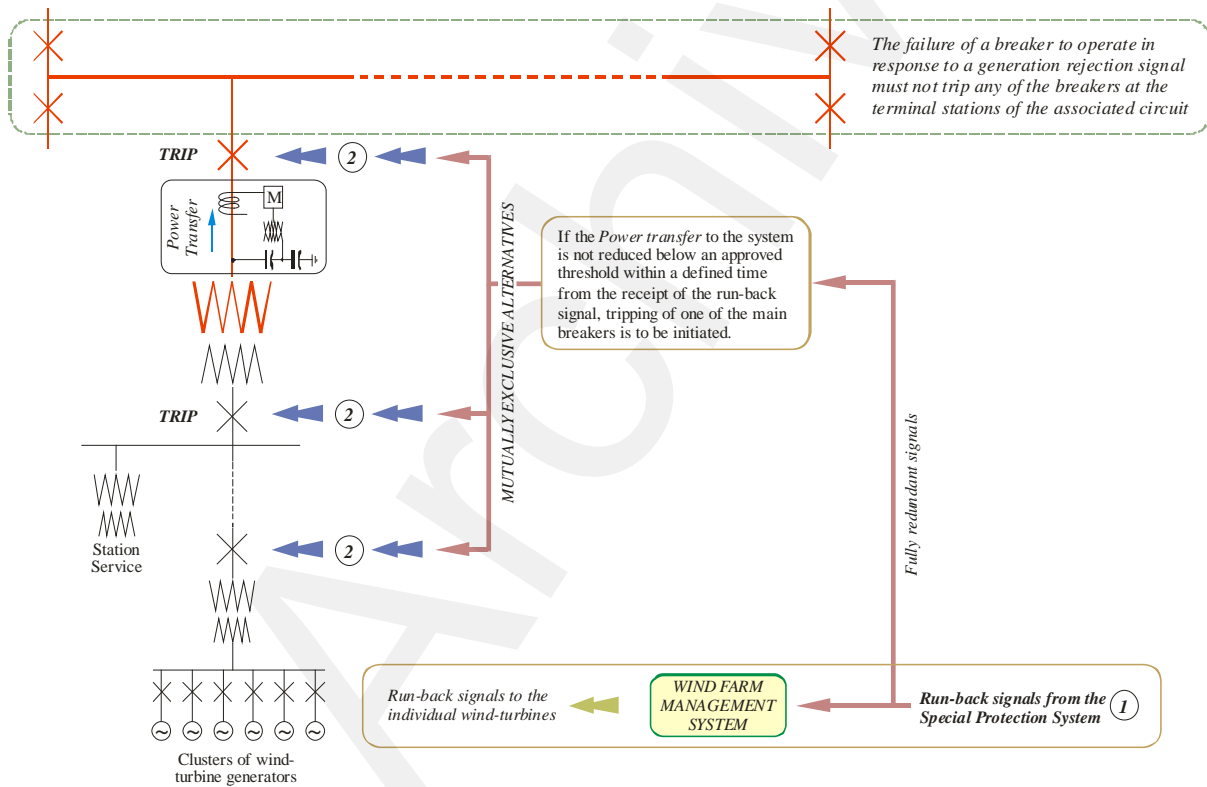 The failure of a breaker to operate in
response to a generation rejection signal
must not trip any of the breakers at the
terminal stations of the associated circuit
TRIP
2
M
Power
Transfer
MUTUALLY EXCLUSIVE ALTERNATIVES
If the Power transfer to the system
is not reduced below an approved
threshold within a defined time
from the receipt of the run-back
signal, tripping of one of the main
breakers is to be initiated.
TRIP
2
Fully redundant signals
Station
Service
2
Run-back signals to the
individual wind-turbines
WIND FARM
MANAGEMENT
SYSTEM
Run-back signals from the
Special Protection System
1
~ ~ ~ ~ ~ ~
Clusters of wind-
turbine generators
Archiv